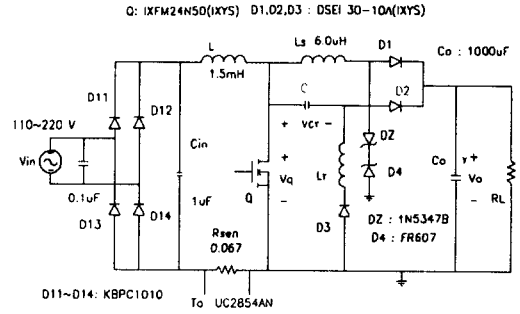 Q: IXFM24N50(IXYS) D1,D2,D3 : DSEI 30-10A(IXYS)
L
1.5mH
Ls 6.0uH
D1
Co : 1000uF
D11
D12
C
D2
110~220 V
+ Vcr -
Vin
Cin
+
Vq
-
Lr
DZ
D4
Co
+
Vo
-
RL
0.1uF
1uF
Q
D13
D14
Rsen
0.067
D3
DZ : 1N5347B
D4 : FR607
D11~D14: KBPC1010
To UC2854AN